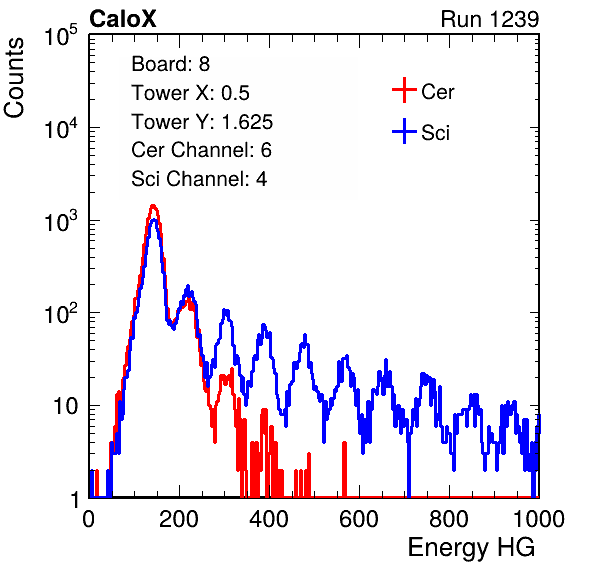 CaloX Run 1239
Counts
Board: 8
Tower X: 0.5
Tower Y: 1.625
Cer Channel: 6
Sci Channel: 4
Cer
Sci
10^5
10^4
10^3
10^2
10
1
0 200 400 600 800 1000
Energy HG